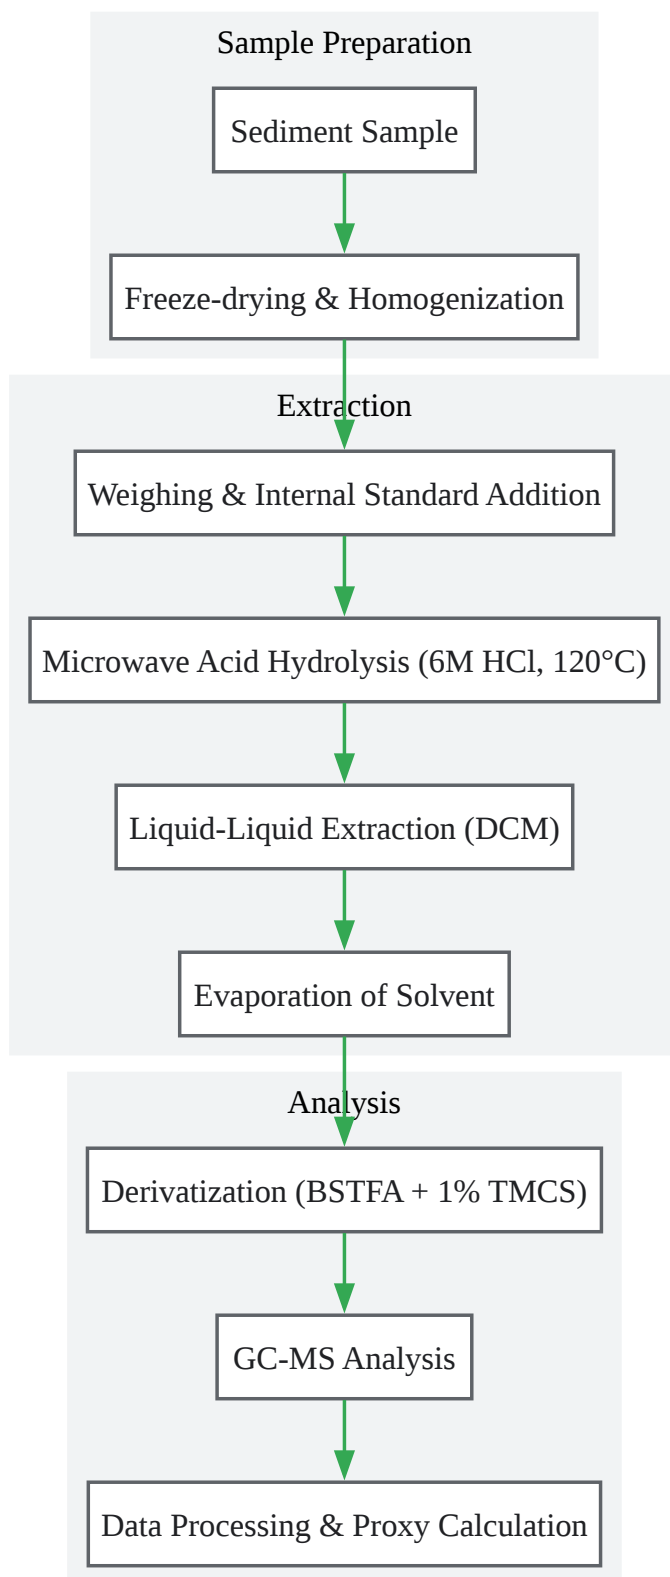 Sample Preparation
Sediment Sample
Freeze-drying & Homogenization
Extraction
Weighing & Internal Standard Addition
Microwave Acid Hydrolysis (6M HCl, 120°C)
Liquid-Liquid Extraction (DCM)
Evaporation of Solvent
Analysis
Derivatization (BSTFA + 1% TMCS)
GC-MS Analysis
Data Processing & Proxy Calculation